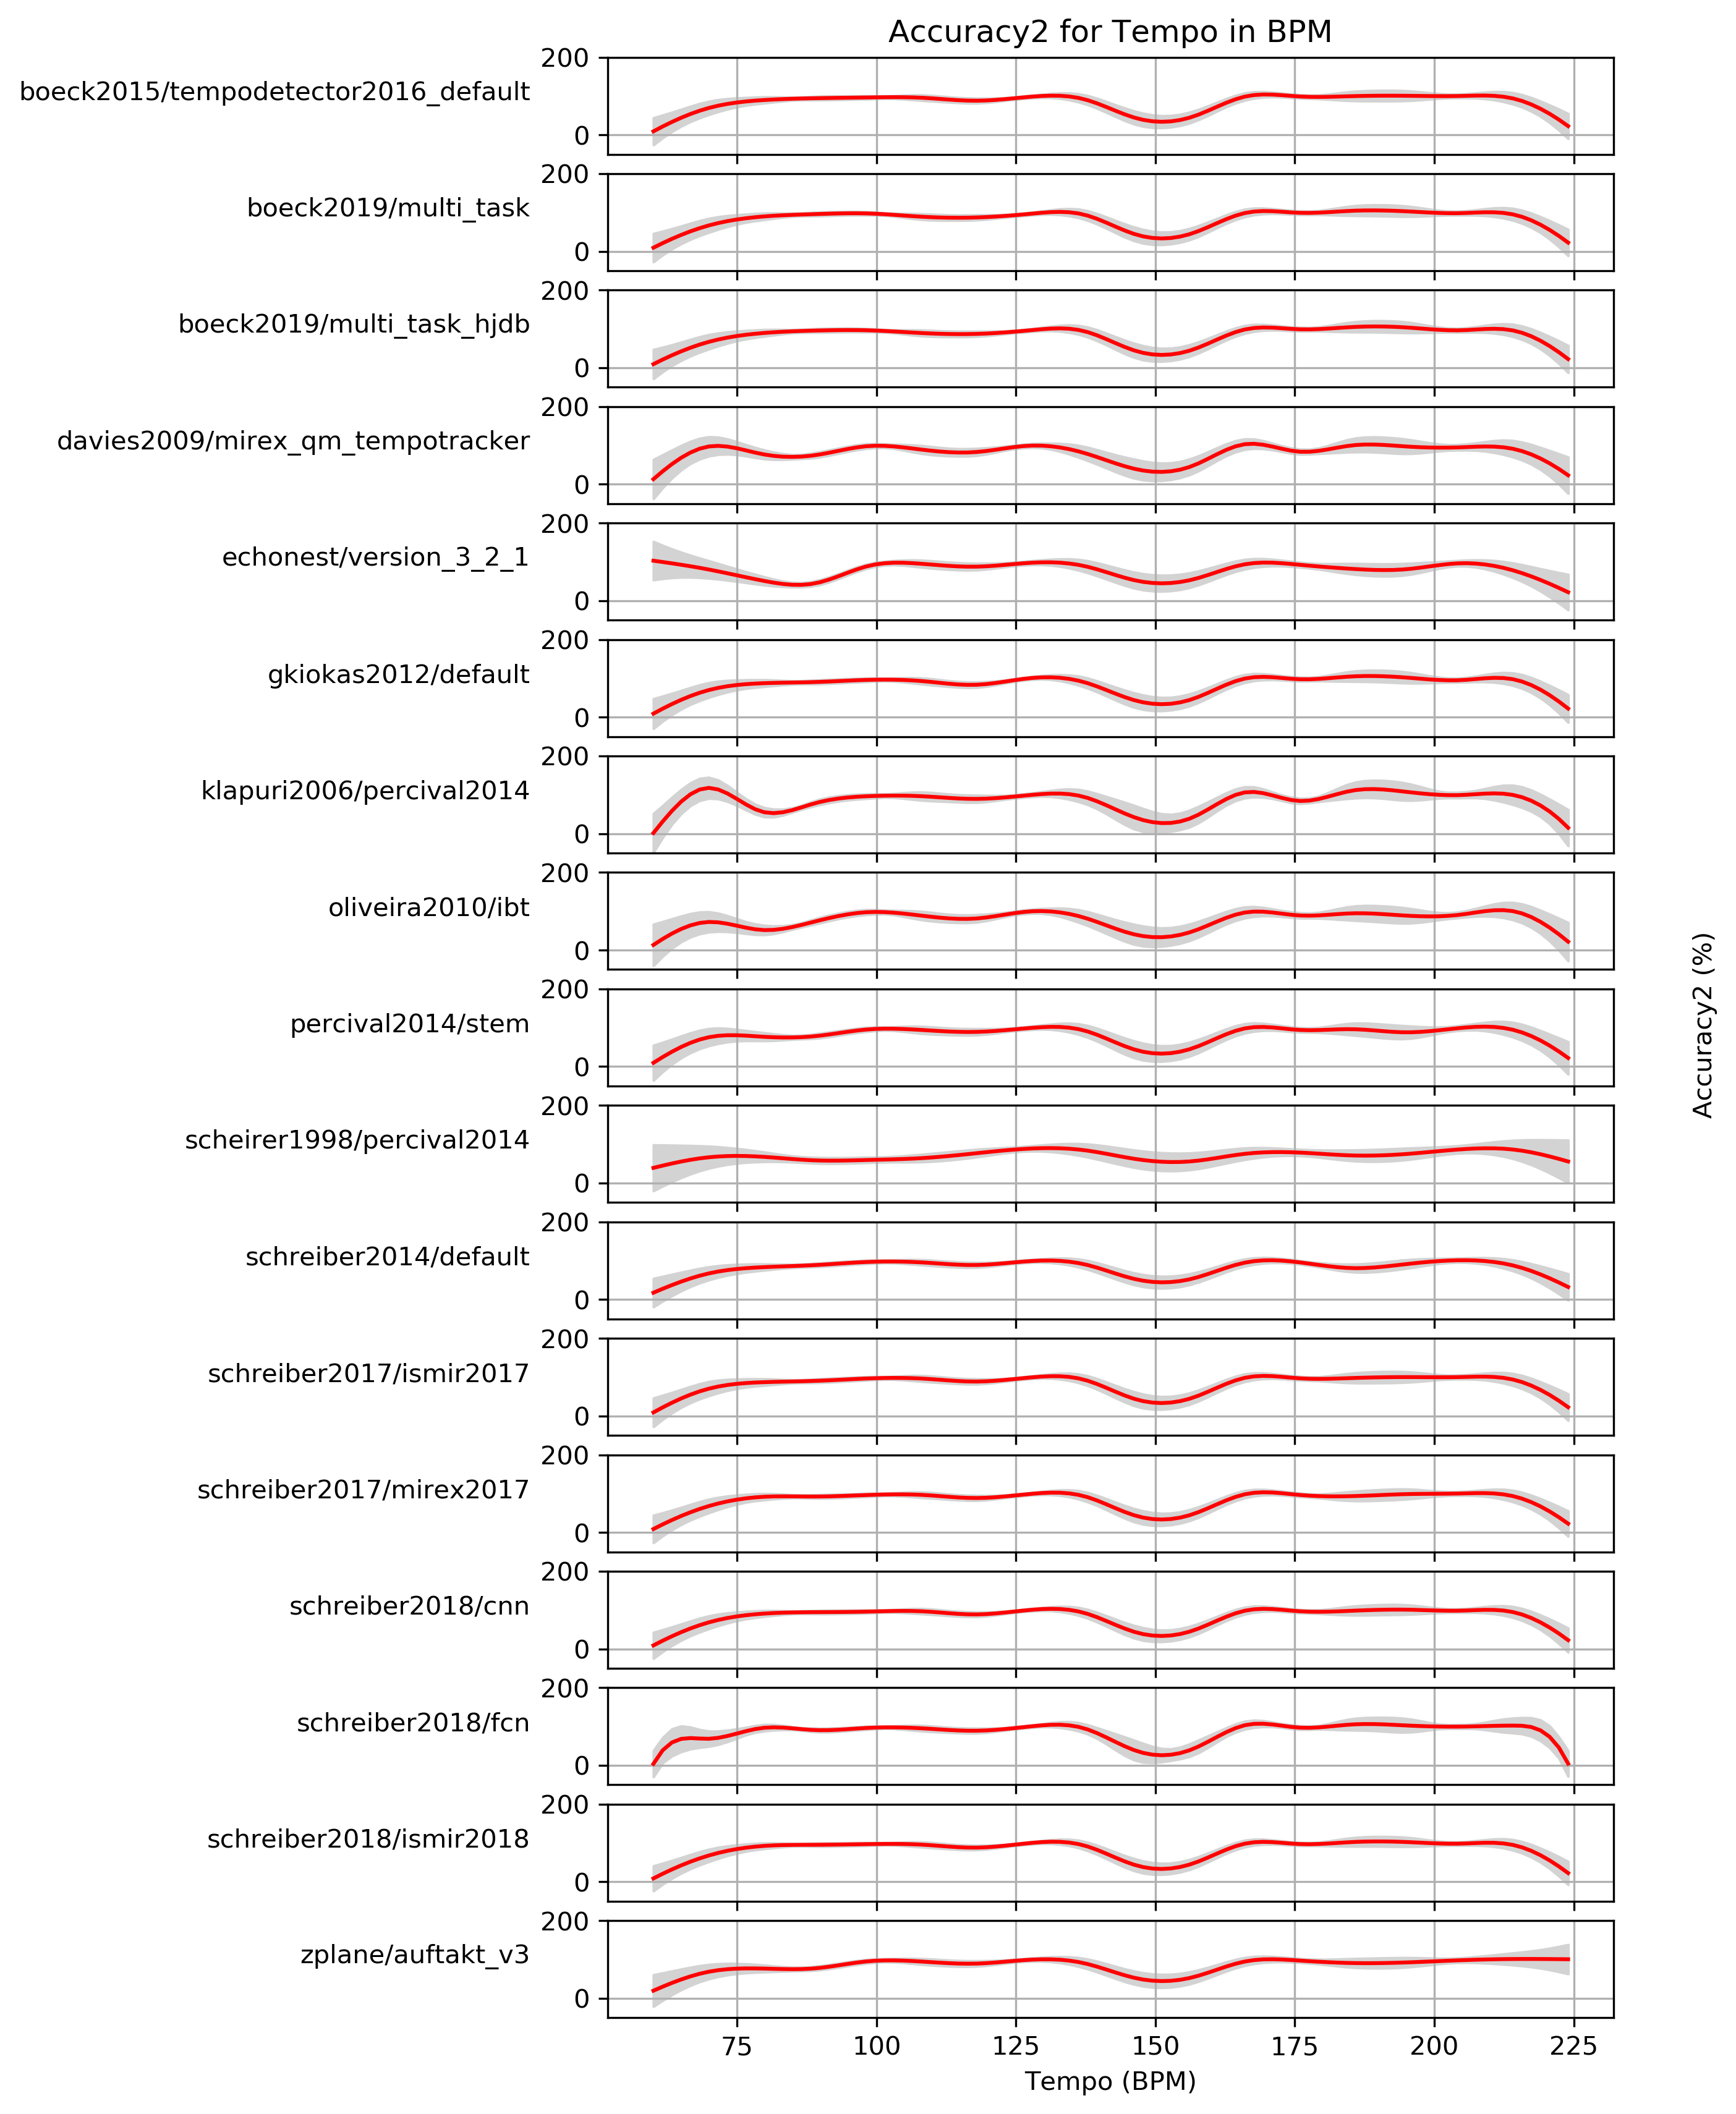 Accuracy2 for Tempo in BPM
200
boeck2015/tempodetector2016_default
0
200
boeck2019/multi_task
0
200
boeck2019/multi_task_hjdb
0
200
davies2009/mirex_qm_tempotracker
0
200
echonest/version_3_2_1
0
200
gkiokas2012/default
0
200
klapuri2006/percival2014
0
200
oliveira2010/ibt
0
Accuracy2 (%)
200
percival2014/stem
0
200
scheirer1998/percival2014
0
200
schreiber2014/default
0
200
schreiber2017/ismir2017
0
200
schreiber2017/mirex2017
0
200
schreiber2018/cnn
0
200
schreiber2018/fcn
0
200
schreiber2018/ismir2018
0
200
zplane/auftakt_v3
0
75 100 125 150 175 200 225
Tempo (BPM)